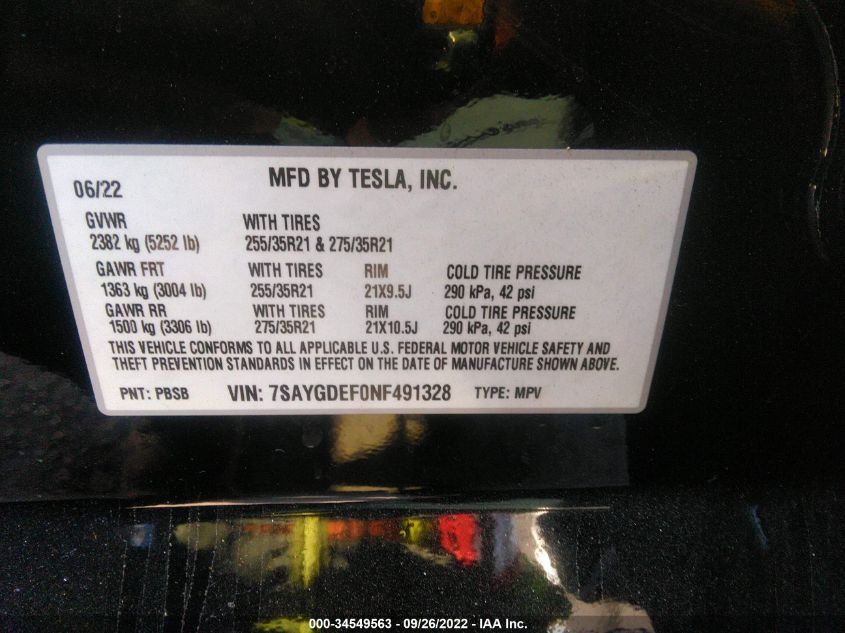 MFD BY TESLA, INC.
06/22
GVWR WITH TIRES
2382 kg (5252 lb) 255/35R21 & 275/35R21
GAWR FRT WITH TIRES RIM COLD TIRE PRESSURE
1363 kg (3004 lb) 255/35R21 21X9.5J 290 kPa, 42 psi
GAWR RR WITH TIRES RIM COLD TIRE PRESSURE
1500 kg (3306 lb) 275/35R21 21X10.5J 290 kPa, 42 psi
THIS VEHICLE CONFORMS TO ALL APPLICABLE U.S. FEDERAL MOTOR VEHICLE SAFETY AND
THEFT PREVENTION STANDARDS IN EFFECT ON THE DATE OF MANUFACTURE SHOWN ABOVE.
PNT: PBSB VIN: 7SAYGDEF0NF491328 TYPE: MPV
000-34549563 - 09/26/2022 - IAA Inc.